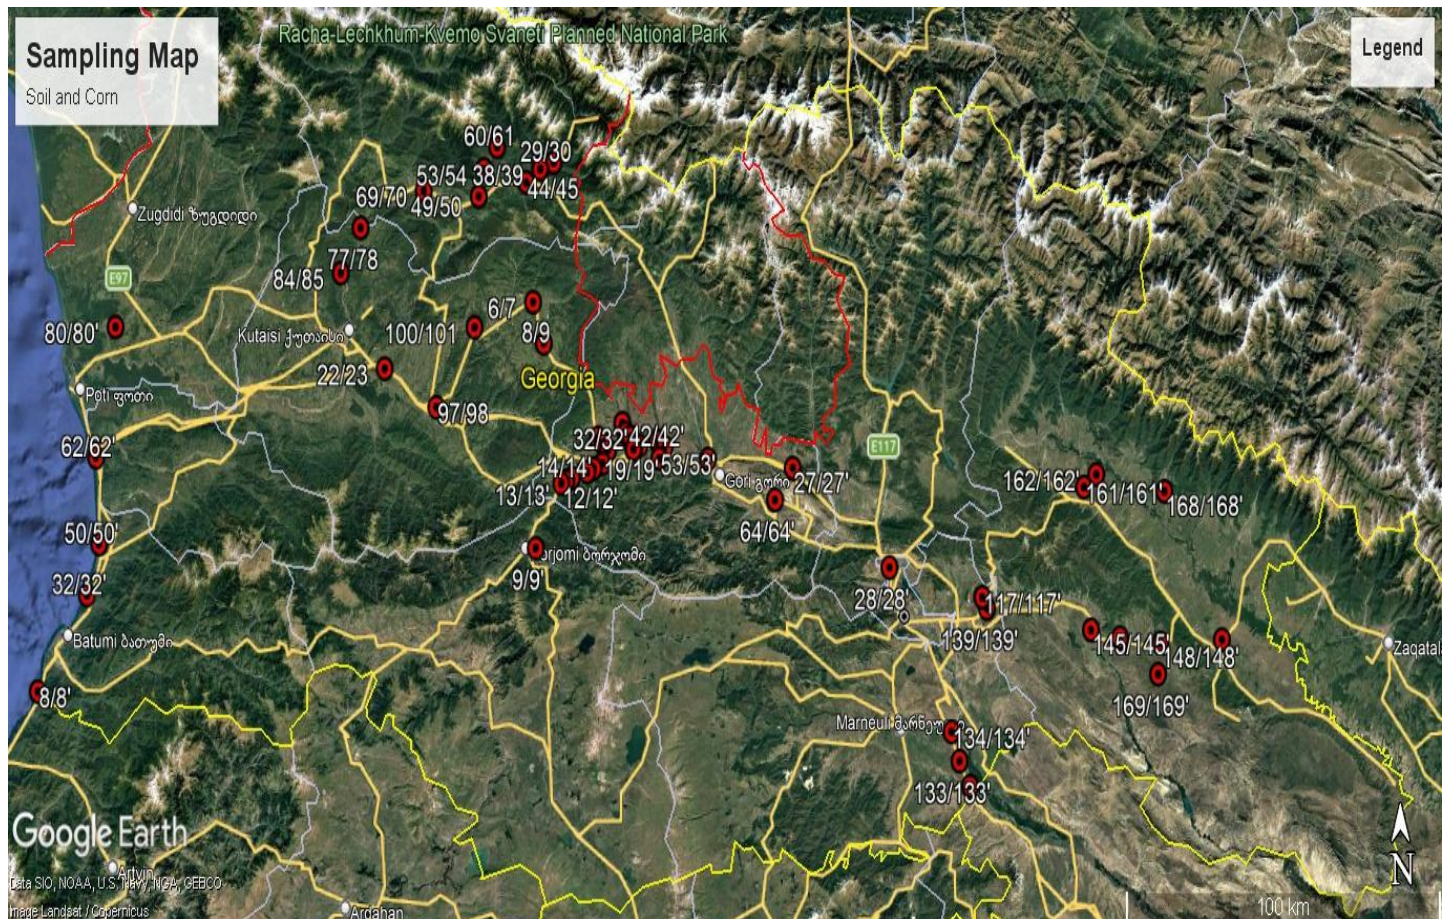 Racha-Lechkhum-Kvemo Svaneti Planned National Park
Sampling Map
Soil and Corn
Legend
60/61
29/30
53/54
38/39
44/45
49/50
69/70
Zugdidi ზუგდიდი
77/78
84/85
E97
6/7
80/80'
Kutaisi ქუთაისი
100/101
8/9
22/23
Georgia
Poti ფოთი
97/98
62/62'
32/32'
42/42'
E117
14/14'
19/19'
53/53'
13/13'
12/12'
Gori გორი
27/27'
162/162'
161/161'
168/168'
64/64'
50/50'
9/9'
32/32'
28/28'
117/117'
Batumi ბათუმი
139/139'
145/145'
148/148'
8/8'
169/169'
Marneuli
134/134'
133/133'
Google Earth
Artvin
Data SIO, NOAA, U.S. Navy, NGA, GEBCO
Image Landsat / Copernicus
Ardahan
N
100 km